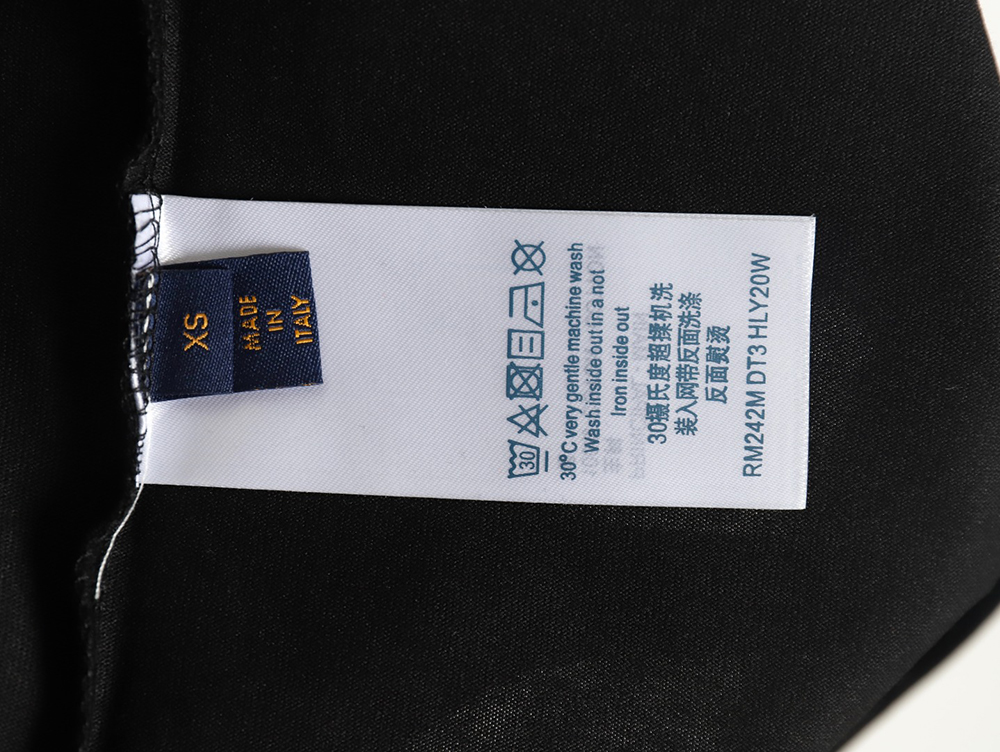 XS
MADE
IN
ITALY
30
30°C very gentle machine wash
Wash inside out in a not
Iron inside out
30摄氏度超揉机洗
装入网带反面洗涤
反面熨烫
RM242M DT3 HLY20W